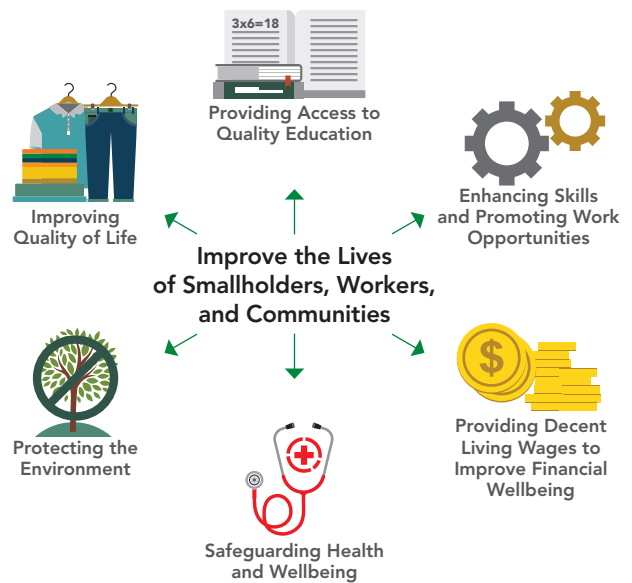 3x6=18
Providing Access to
Quality Education
Enhancing Skills
and Promoting Work
Opportunities
Improving
Quality of Life
Improve the Lives
of Smallholders, Workers,
and Communities
$
Providing Decent
Living Wages to
Improve Financial
Wellbeing
Protecting the
Environment
Safeguarding Health
and Wellbeing